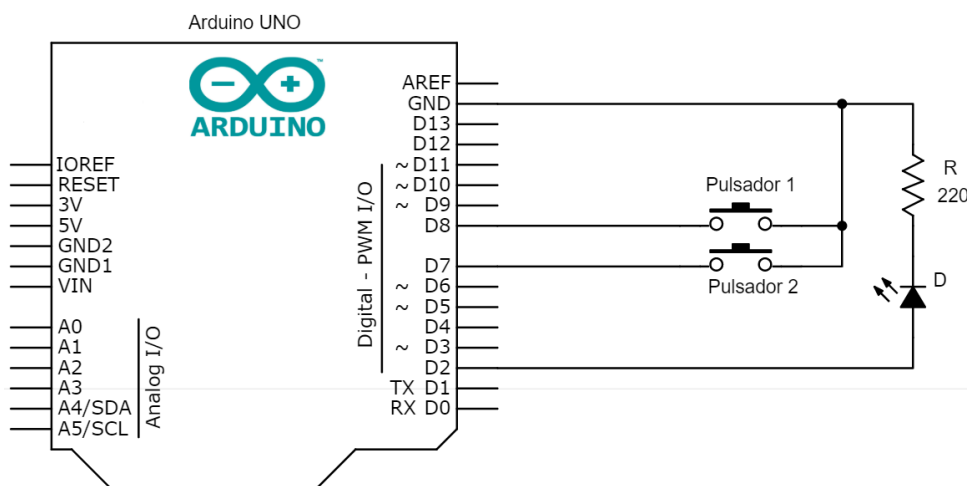 Arduino UNO
ARDUINO
™
IOREF
RESET
3V
5V
GND2
GND1
VIN
A0
A1
A2
A3
A4/SDA
A5/SCL
Analog I/O
Digital - PWM I/O
AREF
GND
D13
D12
~ D11
~ D10
~ D9
D8
D7
~ D6
~ D5
D4
~ D3
D2
TX D1
RX D0
Pulsador 1
Pulsador 2
R
220
D